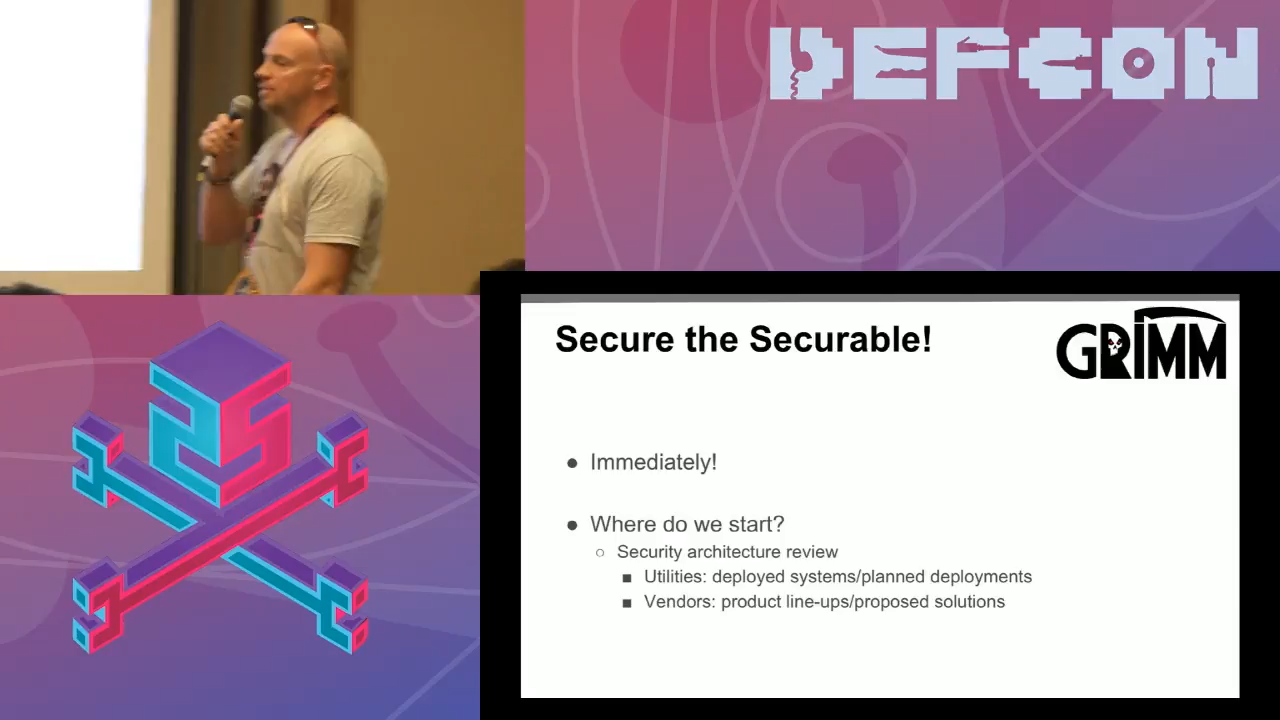 DEFCON
Secure the Securable!
GRIMM
● Immediately!
● Where do we start?
○ Security architecture review
■ Utilities: deployed systems/planned deployments
■ Vendors: product line-ups/proposed solutions
25